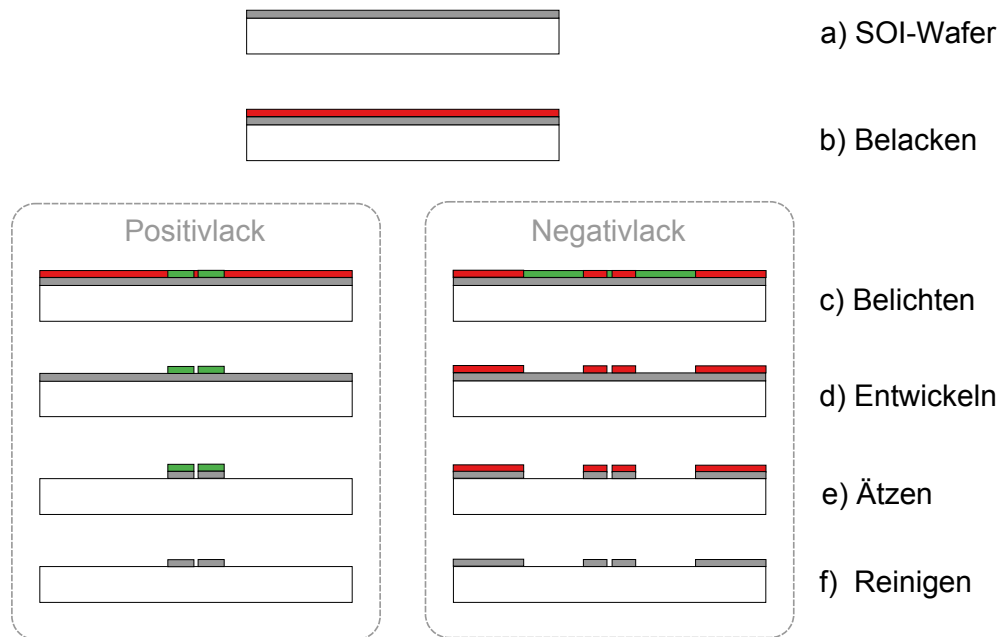 a) SOI-Wafer
b) Belacken
Positivlack
Negativlack
c) Belichten
d) Entwickeln
e) Ätzen
f) Reinigen